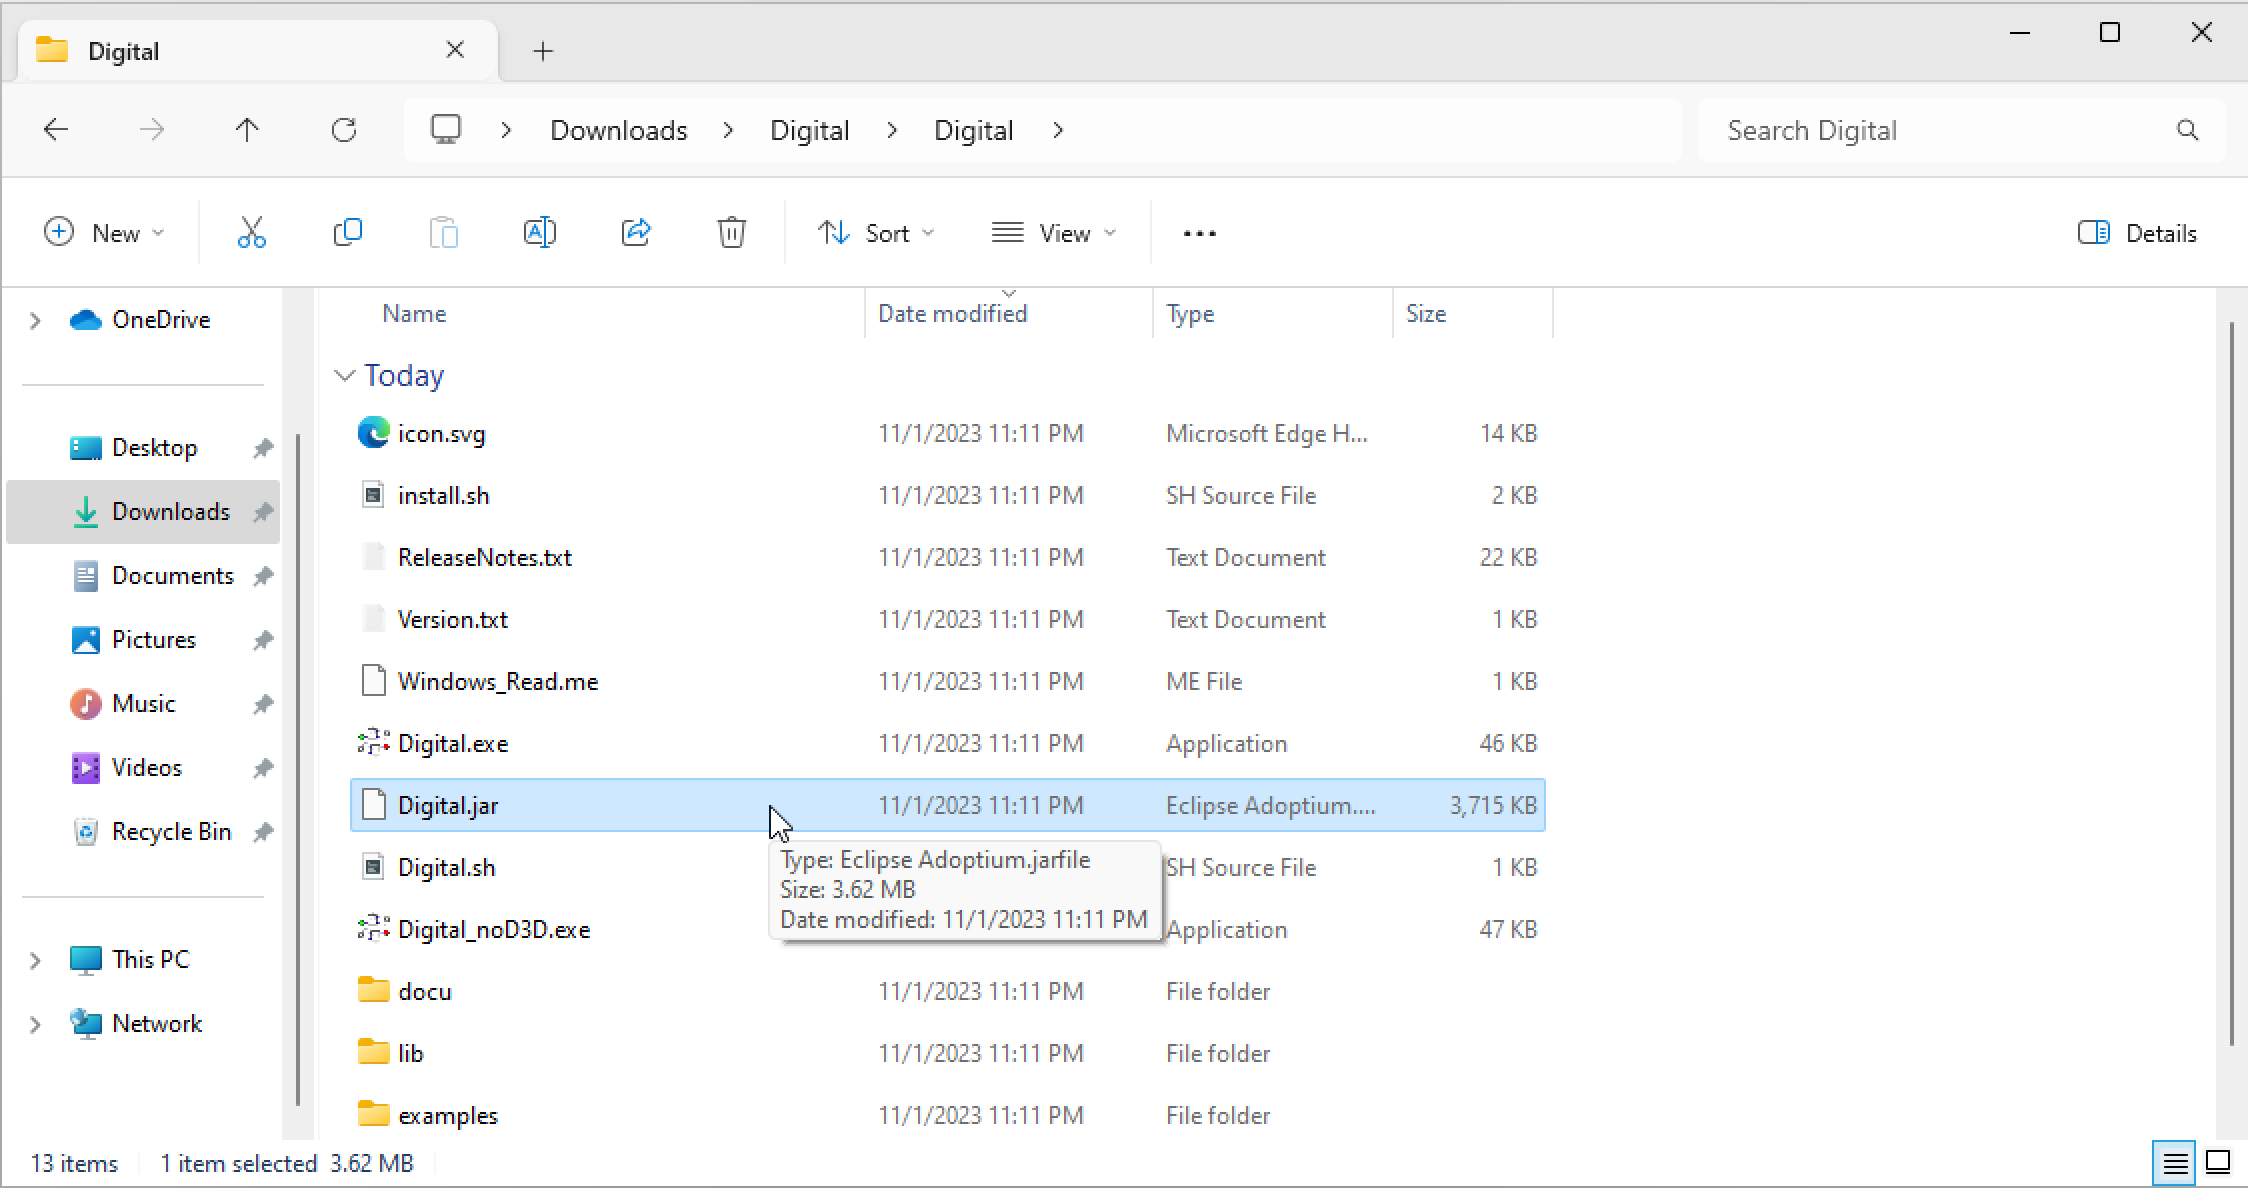 Digital
Downloads Digital Digital
Search Digital
New
Sort
View
Details
OneDrive
Desktop
Downloads
Documents
Pictures
Music
Videos
Recycle Bin
This PC
Network
Name Date modified Type Size
Today
icon.svg 11/1/2023 11:11 PM Microsoft Edge H... 14 KB
install.sh 11/1/2023 11:11 PM SH Source File 2 KB
ReleaseNotes.txt 11/1/2023 11:11 PM Text Document 22 KB
Version.txt 11/1/2023 11:11 PM Text Document 1 KB
Windows_Read.me 11/1/2023 11:11 PM ME File 1 KB
Digital.exe 11/1/2023 11:11 PM Application 46 KB
Digital.jar 11/1/2023 11:11 PM Eclipse Adoptium.... 3,715 KB
Digital.sh SH Source File 1 KB
Digital_noD3D.exe Application 47 KB
Type: Eclipse Adoptium.jarfile
Size: 3.62 MB
Date modified: 11/1/2023 11:11 PM
docu 11/1/2023 11:11 PM File folder
lib 11/1/2023 11:11 PM File folder
examples 11/1/2023 11:11 PM File folder
13 items 1 item selected 3.62 MB